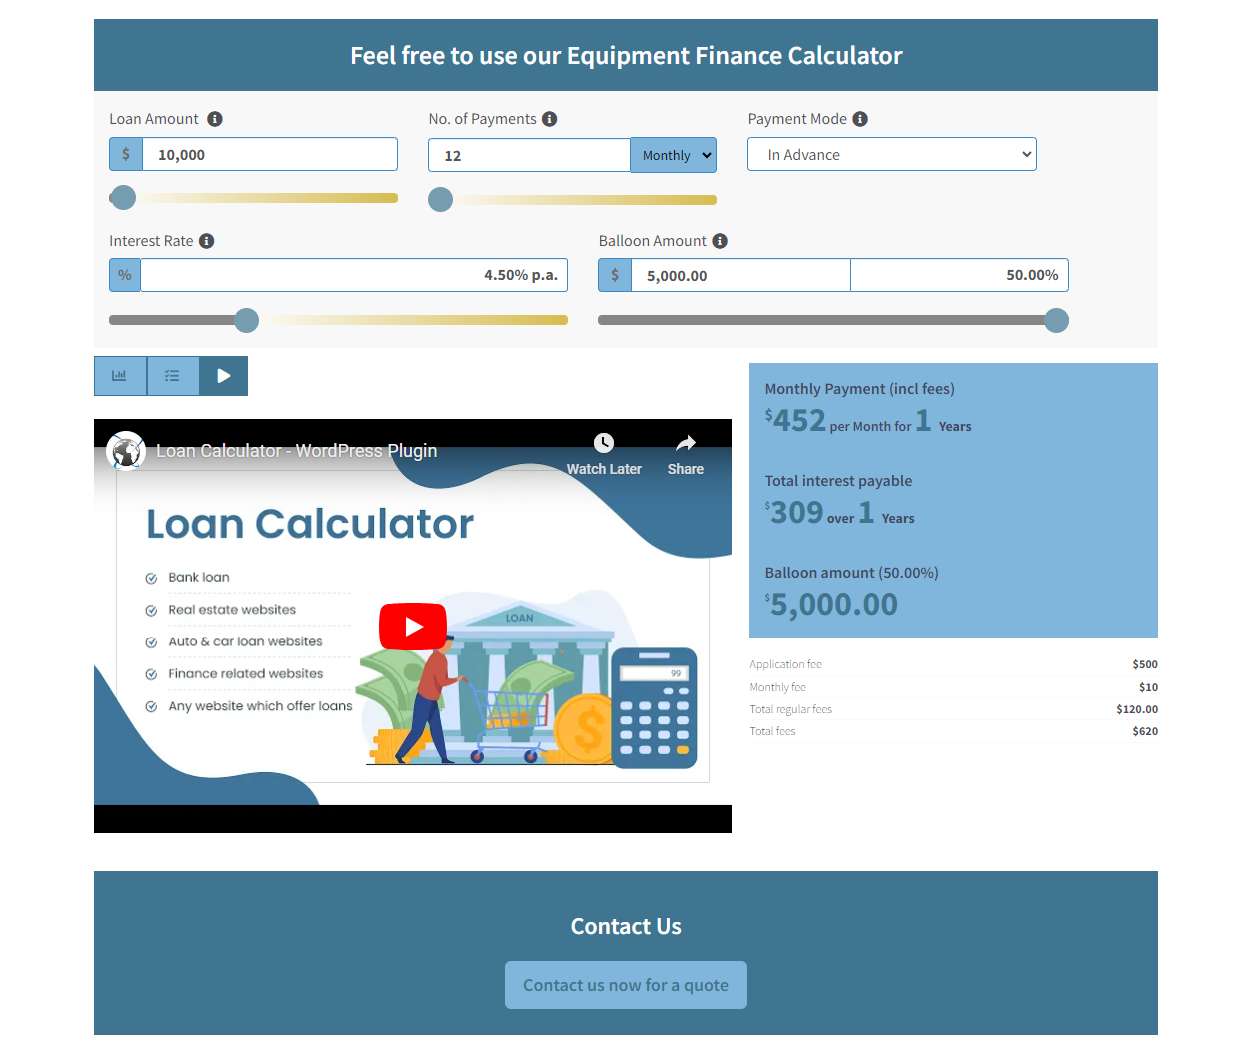 Feel free to use our Equipment Finance Calculator
Loan Amount
No. of Payments
Payment Mode
$ 10,000
12 Monthly
In Advance
Interest Rate
Balloon Amount
% 4.50% p.a.
$ 5,000.00 50.00%
Loan Calculator - WordPress Plugin
Watch Later
Share
Loan Calculator
Bank loan
Real estate websites
Auto & car loan websites
Finance related websites
Any website which offer loans
LOAN
99
$
Monthly Payment (incl fees)
$452 per Month for 1 Years
Total interest payable
$309 over 1 Years
Balloon amount (50.00%)
$5,000.00
Application fee $500
Monthly fee $10
Total regular fees $120.00
Total fees $620
Contact Us
Contact us now for a quote